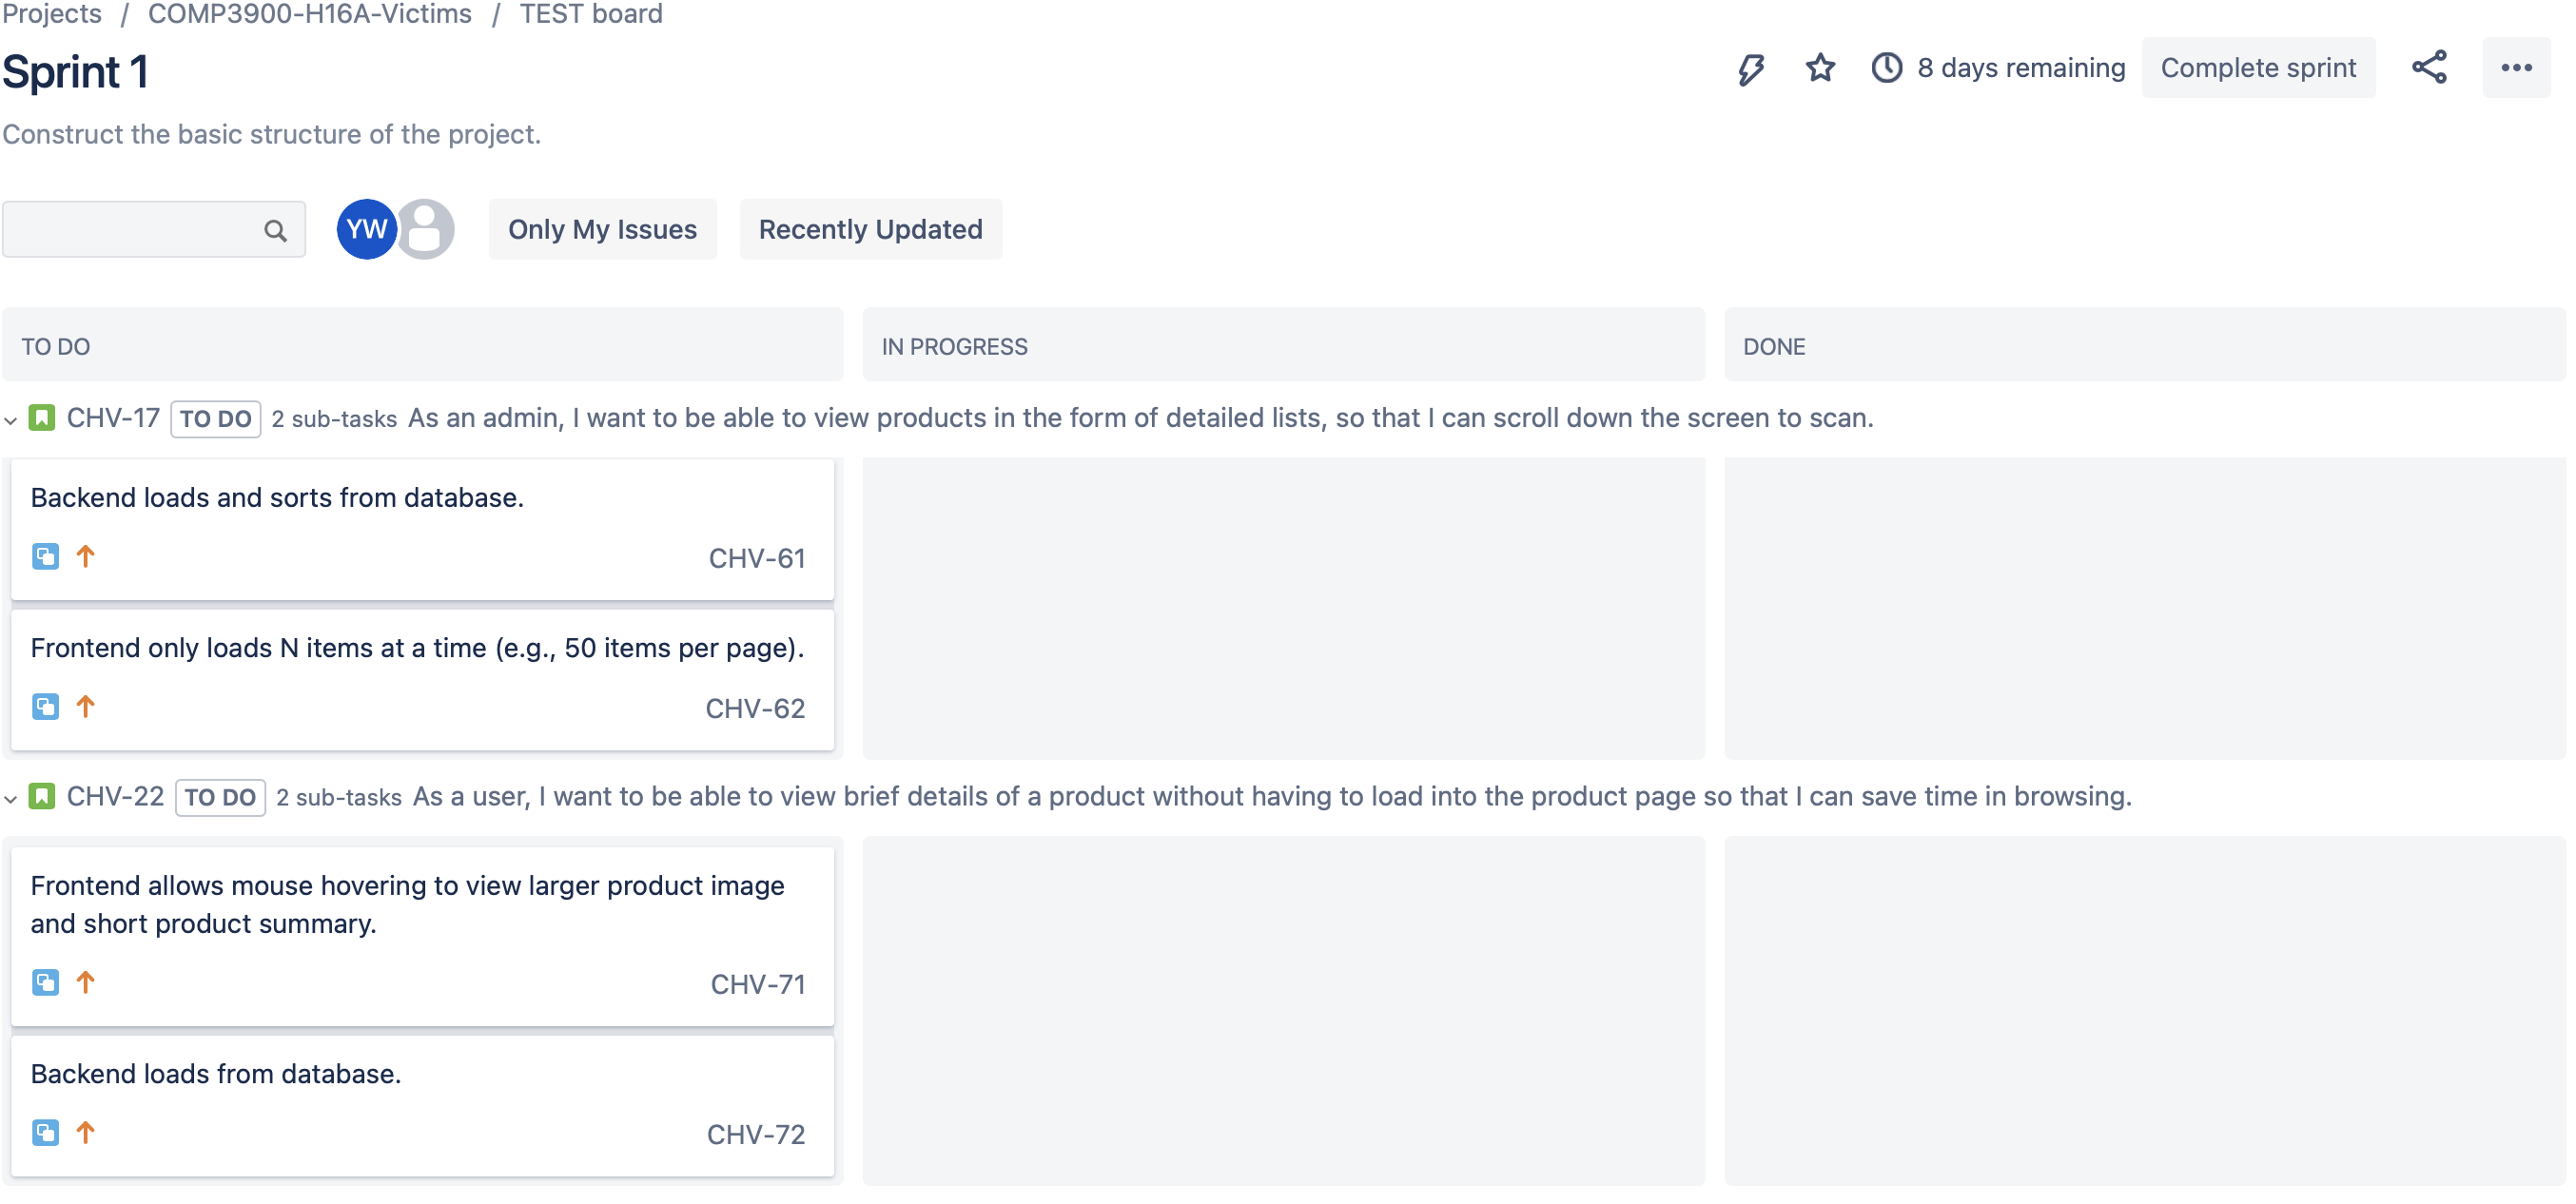 Projects / COMP3900-H16A-Victims / TEST board
Sprint 1
8 days remaining
Complete sprint
Construct the basic structure of the project.
YW
Only My Issues
Recently Updated
TO DO
IN PROGRESS
DONE
CHV-17 TO DO 2 sub-tasks As an admin, I want to be able to view products in the form of detailed lists, so that I can scroll down the screen to scan.
Backend loads and sorts from database.
CHV-61
Frontend only loads N items at a time (e.g., 50 items per page).
CHV-62
CHV-22 TO DO 2 sub-tasks As a user, I want to be able to view brief details of a product without having to load into the product page so that I can save time in browsing.
Frontend allows mouse hovering to view larger product image
and short product summary.
CHV-71
Backend loads from database.
CHV-72